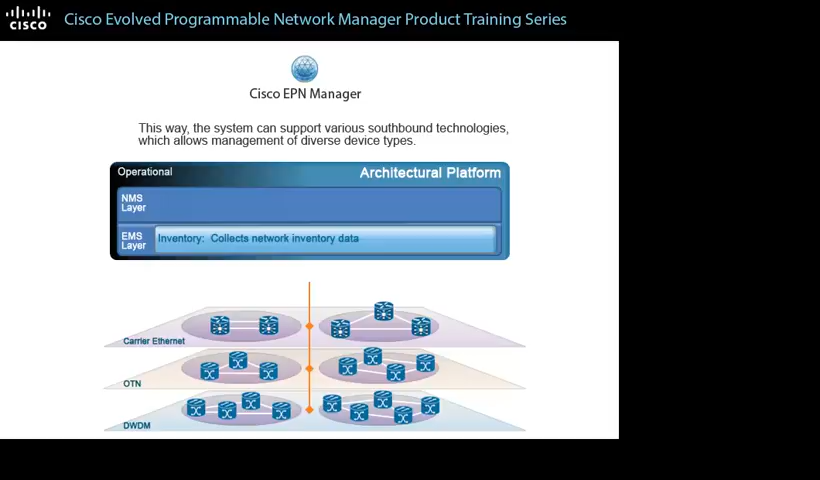 CISCO
Cisco Evolved Programmable Network Manager Product Training Series
Cisco EPN Manager
This way, the system can support various southbound technologies,
which allows management of diverse device types.
Operational
Architectural Platform
NMS
Layer
EMS
Layer
Inventory: Collects network inventory data
Carrier Ethernet
OTN
DWDM